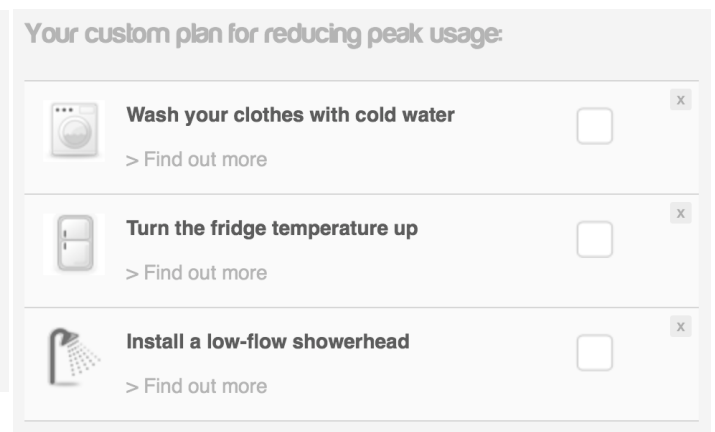 Your custom plan for reducing peak usage:
x
Wash your clothes with cold water
> Find out more
x
Turn the fridge temperature up
> Find out more
x
Install a low-flow showerhead
> Find out more